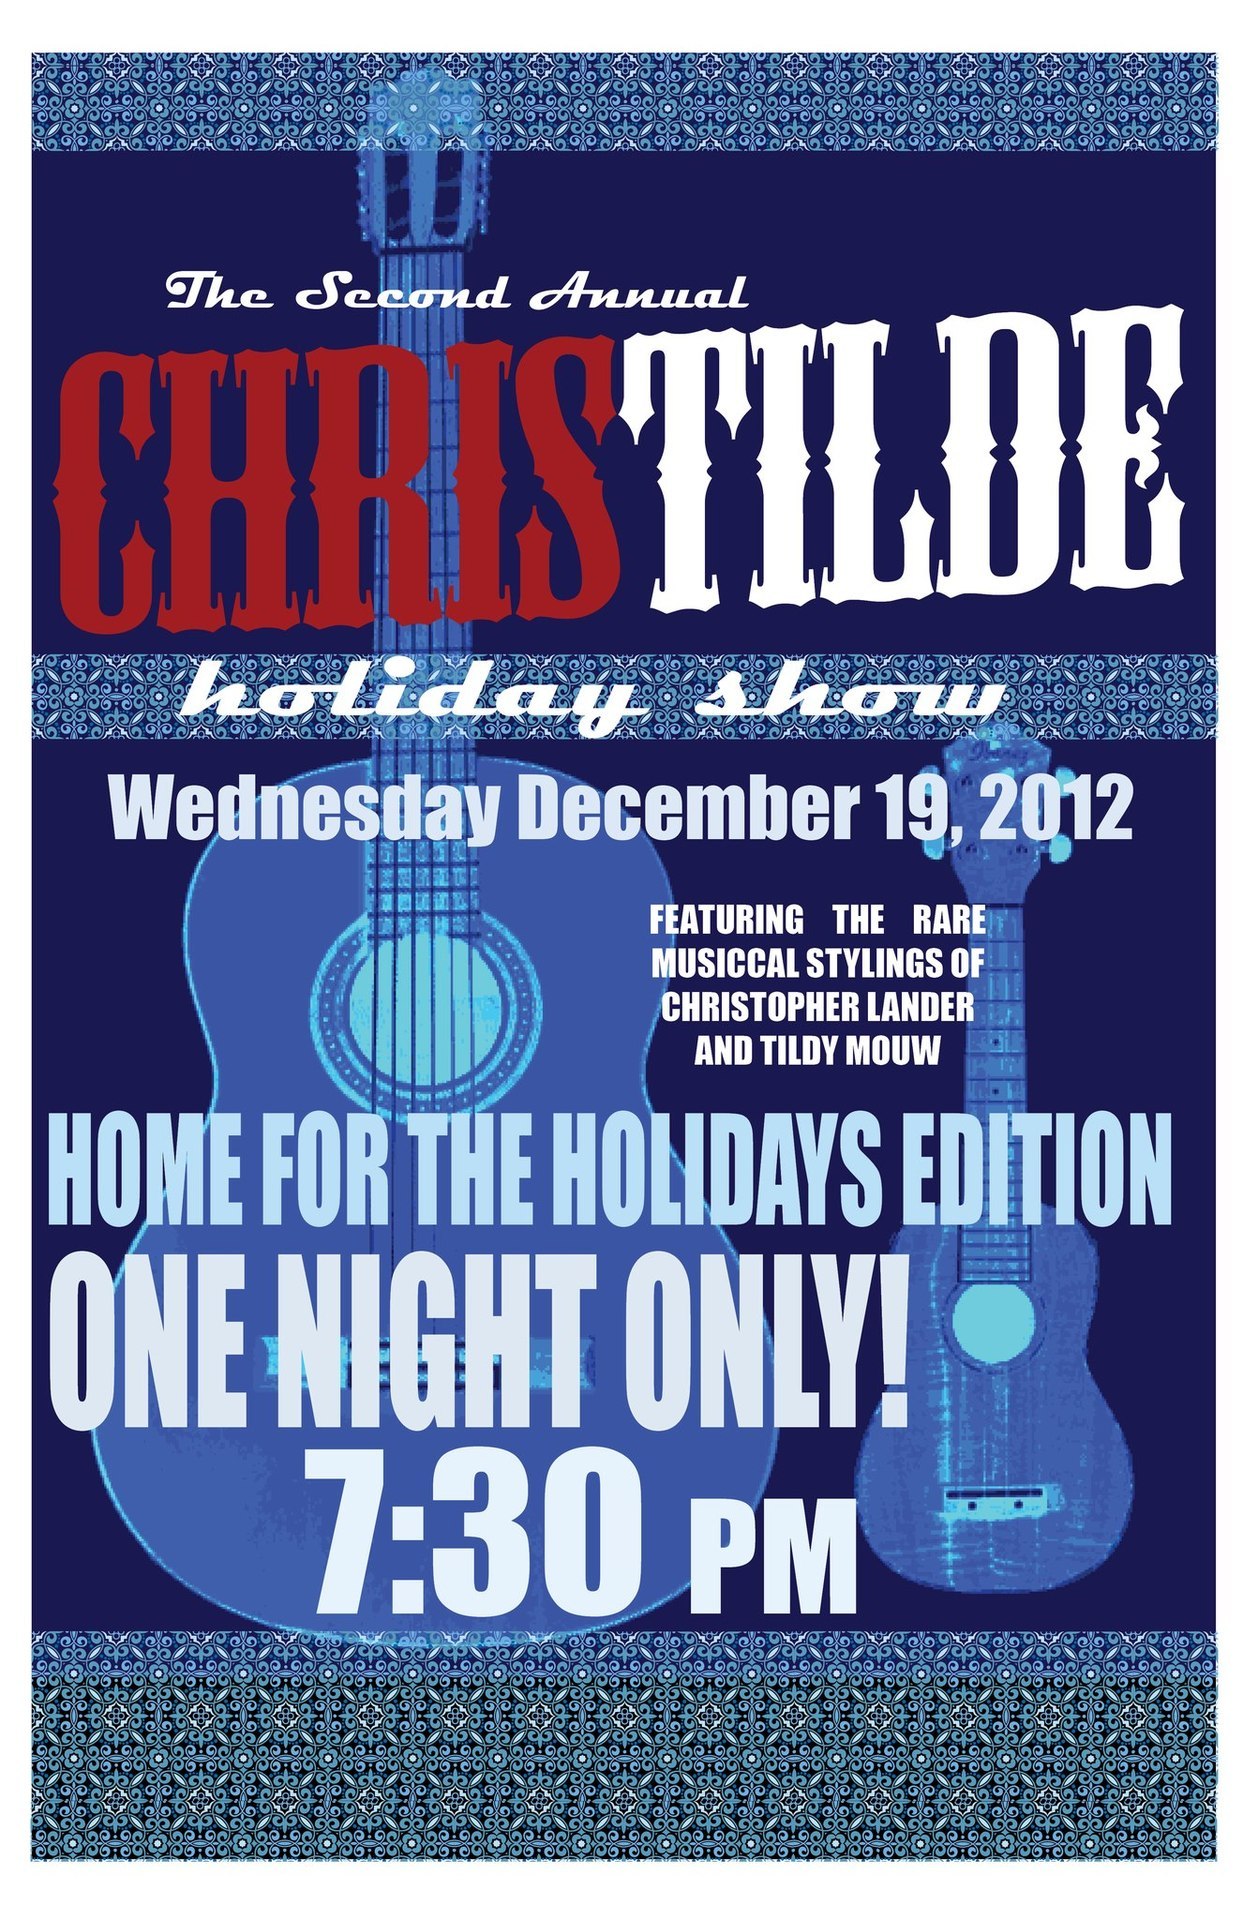 The Second Annual
CHRISTILDE
holiday show
Wednesday December 19, 2012
FEATURING THE RARE
MUSICCAL STYLINGS OF
CHRISTOPHER LANDER
AND TILDY MOUW
HOME FOR THE HOLIDAYS EDITION
ONE NIGHT ONLY!
7:30 PM